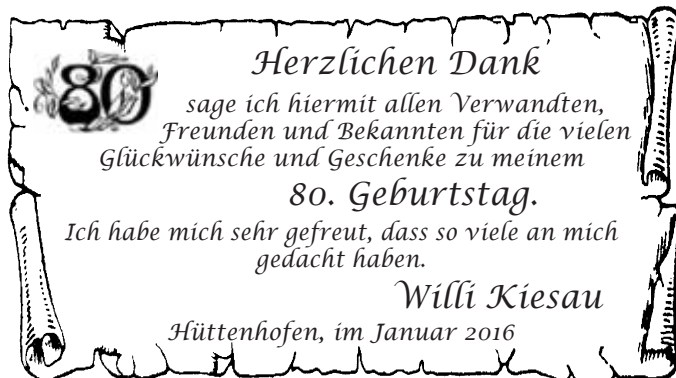 80
Herzlichen Dank
sage ich hiermit allen Verwandten,
Freunden und Bekannten für die vielen
Glückwünsche und Geschenke zu meinem
80. Geburtstag.
Ich habe mich sehr gefreut, dass so viele an mich
gedacht haben.
Willi Kiesau
Hüttenhofen, im Januar 2016